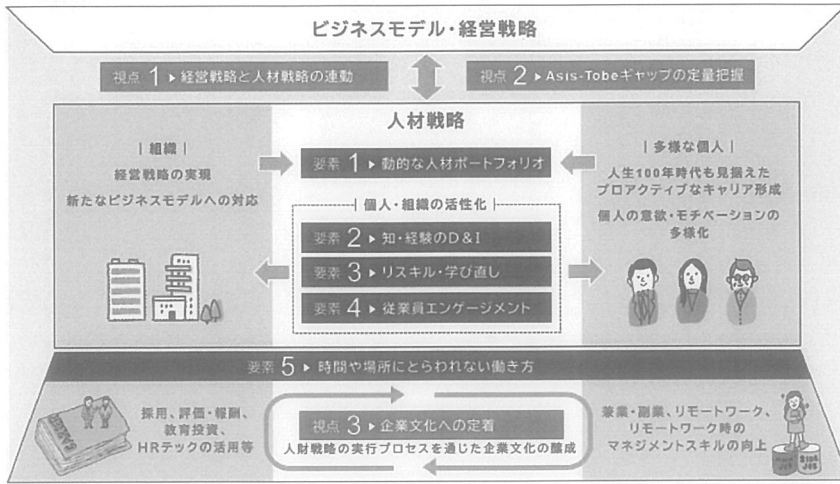 ビジネスモデル・経営戦略
視点 1 ▶ 経営戦略と人材戦略の連動
視点 2 ▶ Asis-Tobeギャップの定量把握
人材戦略
| 組織 |
経営戦略の実現
新たなビジネスモデルへの対応
要素 1 ▶ 動的な人材ポートフォリオ
| 個人・組織の活性化 |
要素 2 ▶ 知・経験のD&I
要素 3 ▶ リスキル・学び直し
要素 4 ▶ 従業員エンゲージメント
| 多様な個人 |
人生100年時代も見据えた
プロアクティブなキャリア形成
個人の意欲・モチベーションの
多様化
要素 5 ▶ 時間や場所にとらわれない働き方
採用、評価・報酬、
教育投資、
HRテックの活用等
視点 3 ▶ 企業文化への定着
人財戦略の実行プロセスを通じた企業文化の醸成
兼業・副業、リモートワーク、
リモートワーク時の
マネジメントスキルの向上
SIDE
JOB